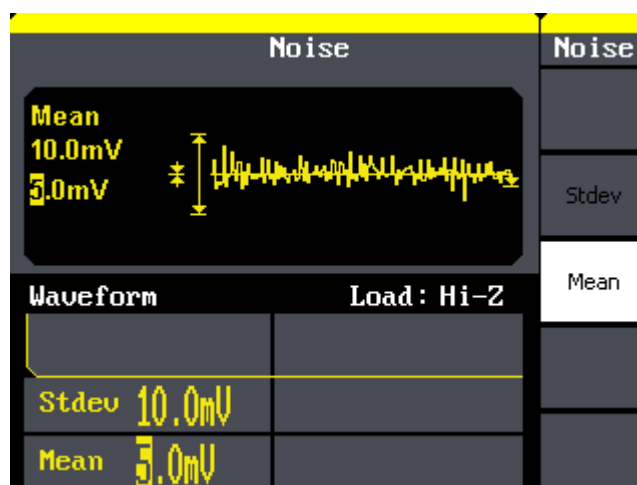 Noise
Noise
Mean
10.0mV
5.0mV
Stdev
Mean
Waveform Load: Hi-Z
Stdev 10.0mV
Mean 5.0mV